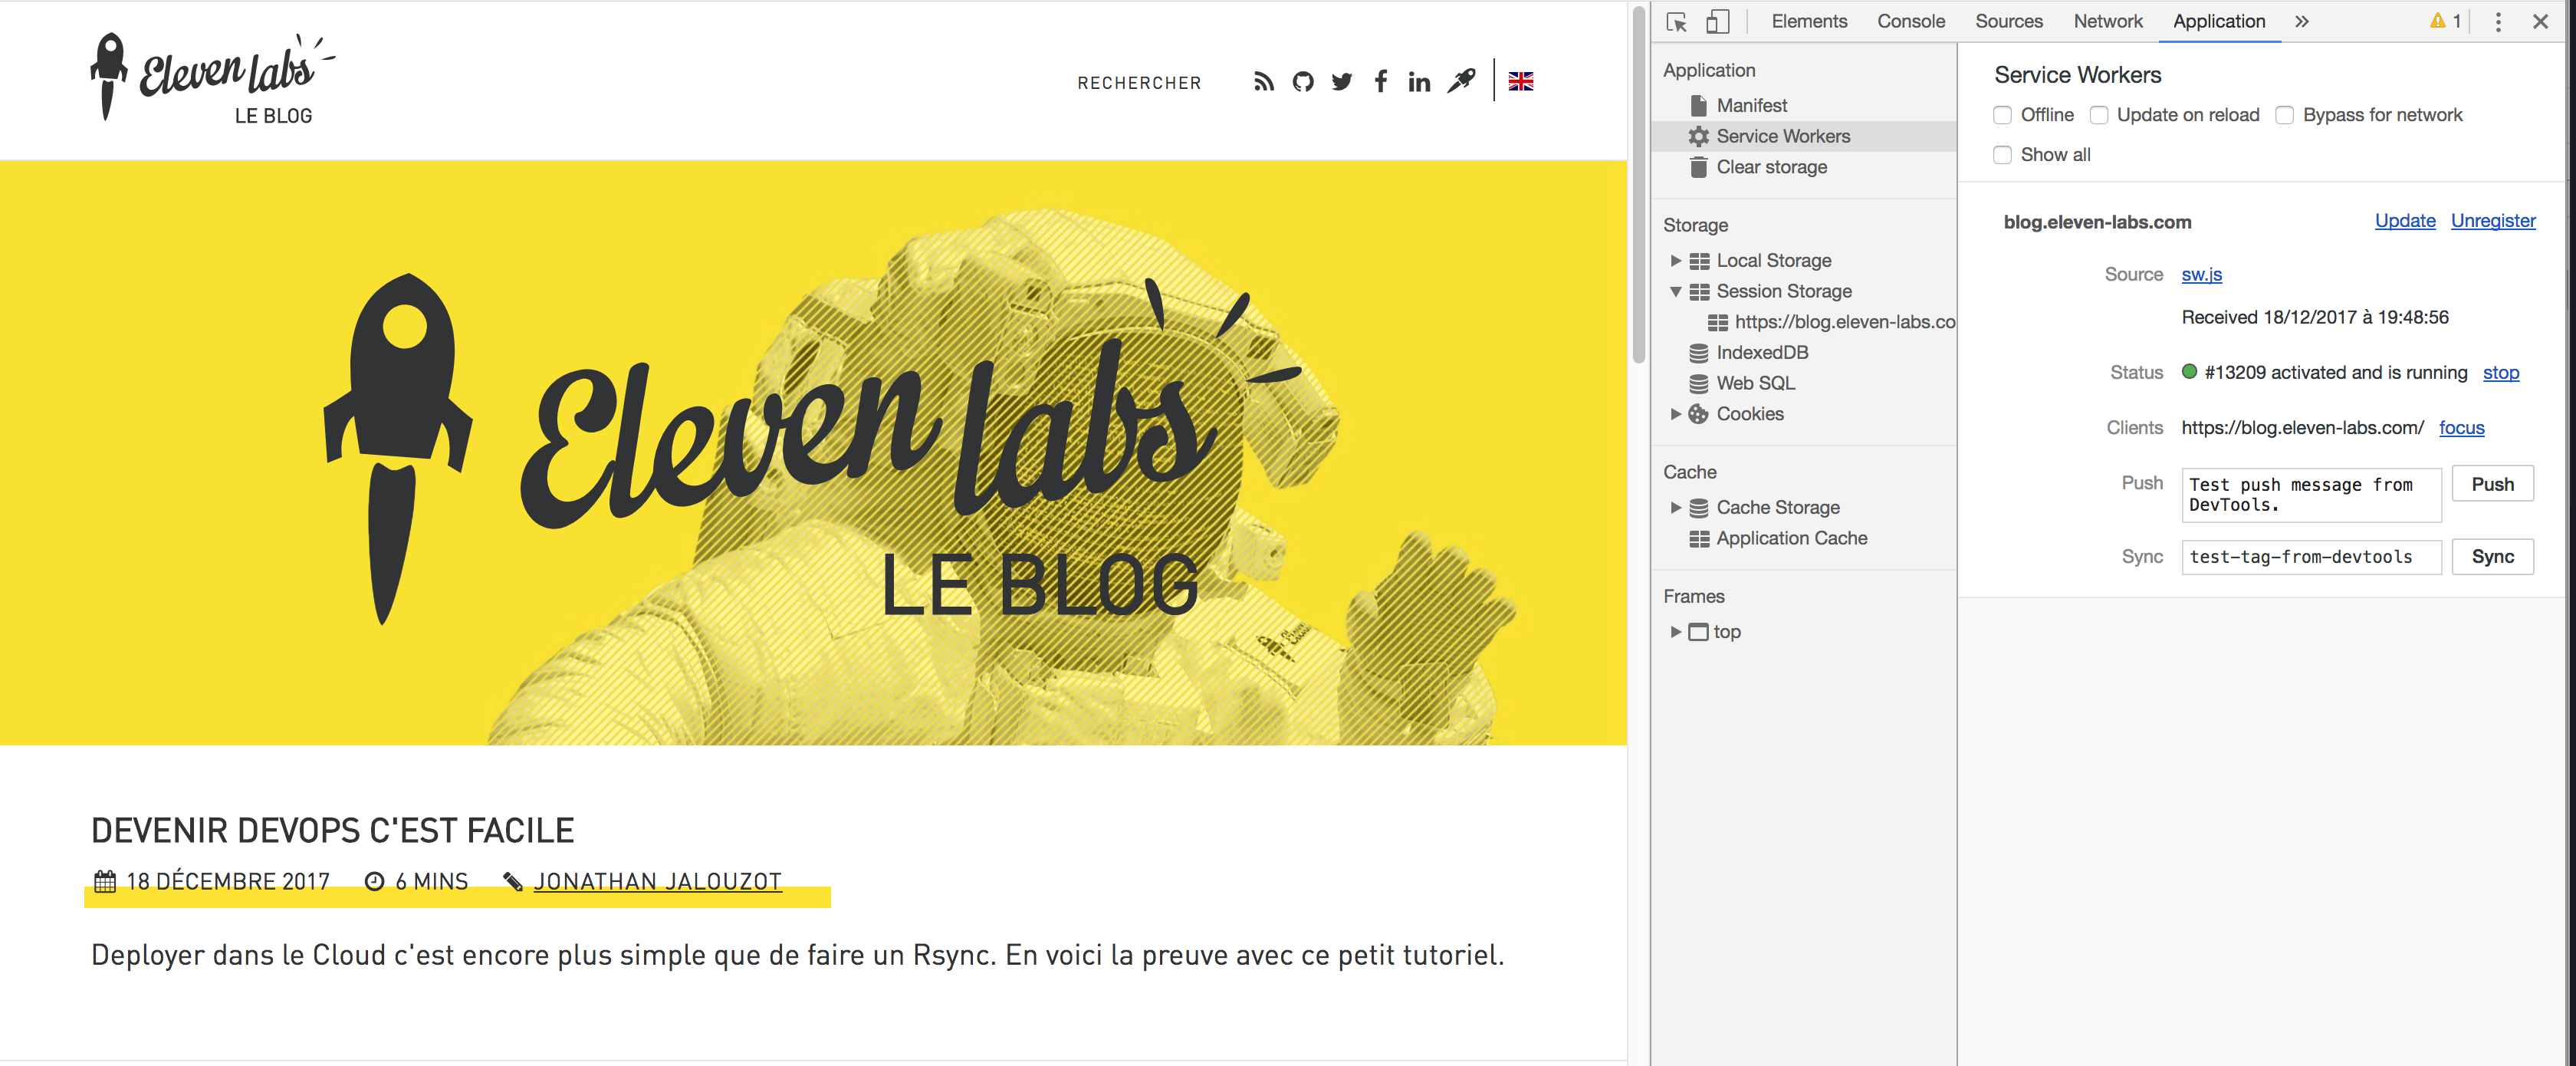 Eleven labs
LE BLOG
RECHERCHER
Eleven labs
LE BLOG
DEVENIR DEVOPS C'EST FACILE
18 DÉCEMBRE 2017 6 MINS JONATHAN JALOUZOT
Deployer dans le Cloud c'est encore plus simple que de faire un Rsync. En voici la preuve avec ce petit tutoriel.
Elements Console Sources Network Application » 1
Application
Manifest
Service Workers
Clear storage
Storage
Local Storage
Session Storage
https://blog.eleven-labs.co
IndexedDB
Web SQL
Cookies
Cache
Cache Storage
Application Cache
Frames
top
Service Workers
Offline Update on reload Bypass for network
Show all
blog.eleven-labs.com Update Unregister
Source sw.js
Received 18/12/2017 à 19:48:56
Status #13209 activated and is running stop
Clients https://blog.eleven-labs.com/ focus
Push Test push message from
DevTools. Push
Sync test-tag-from-devtools Sync